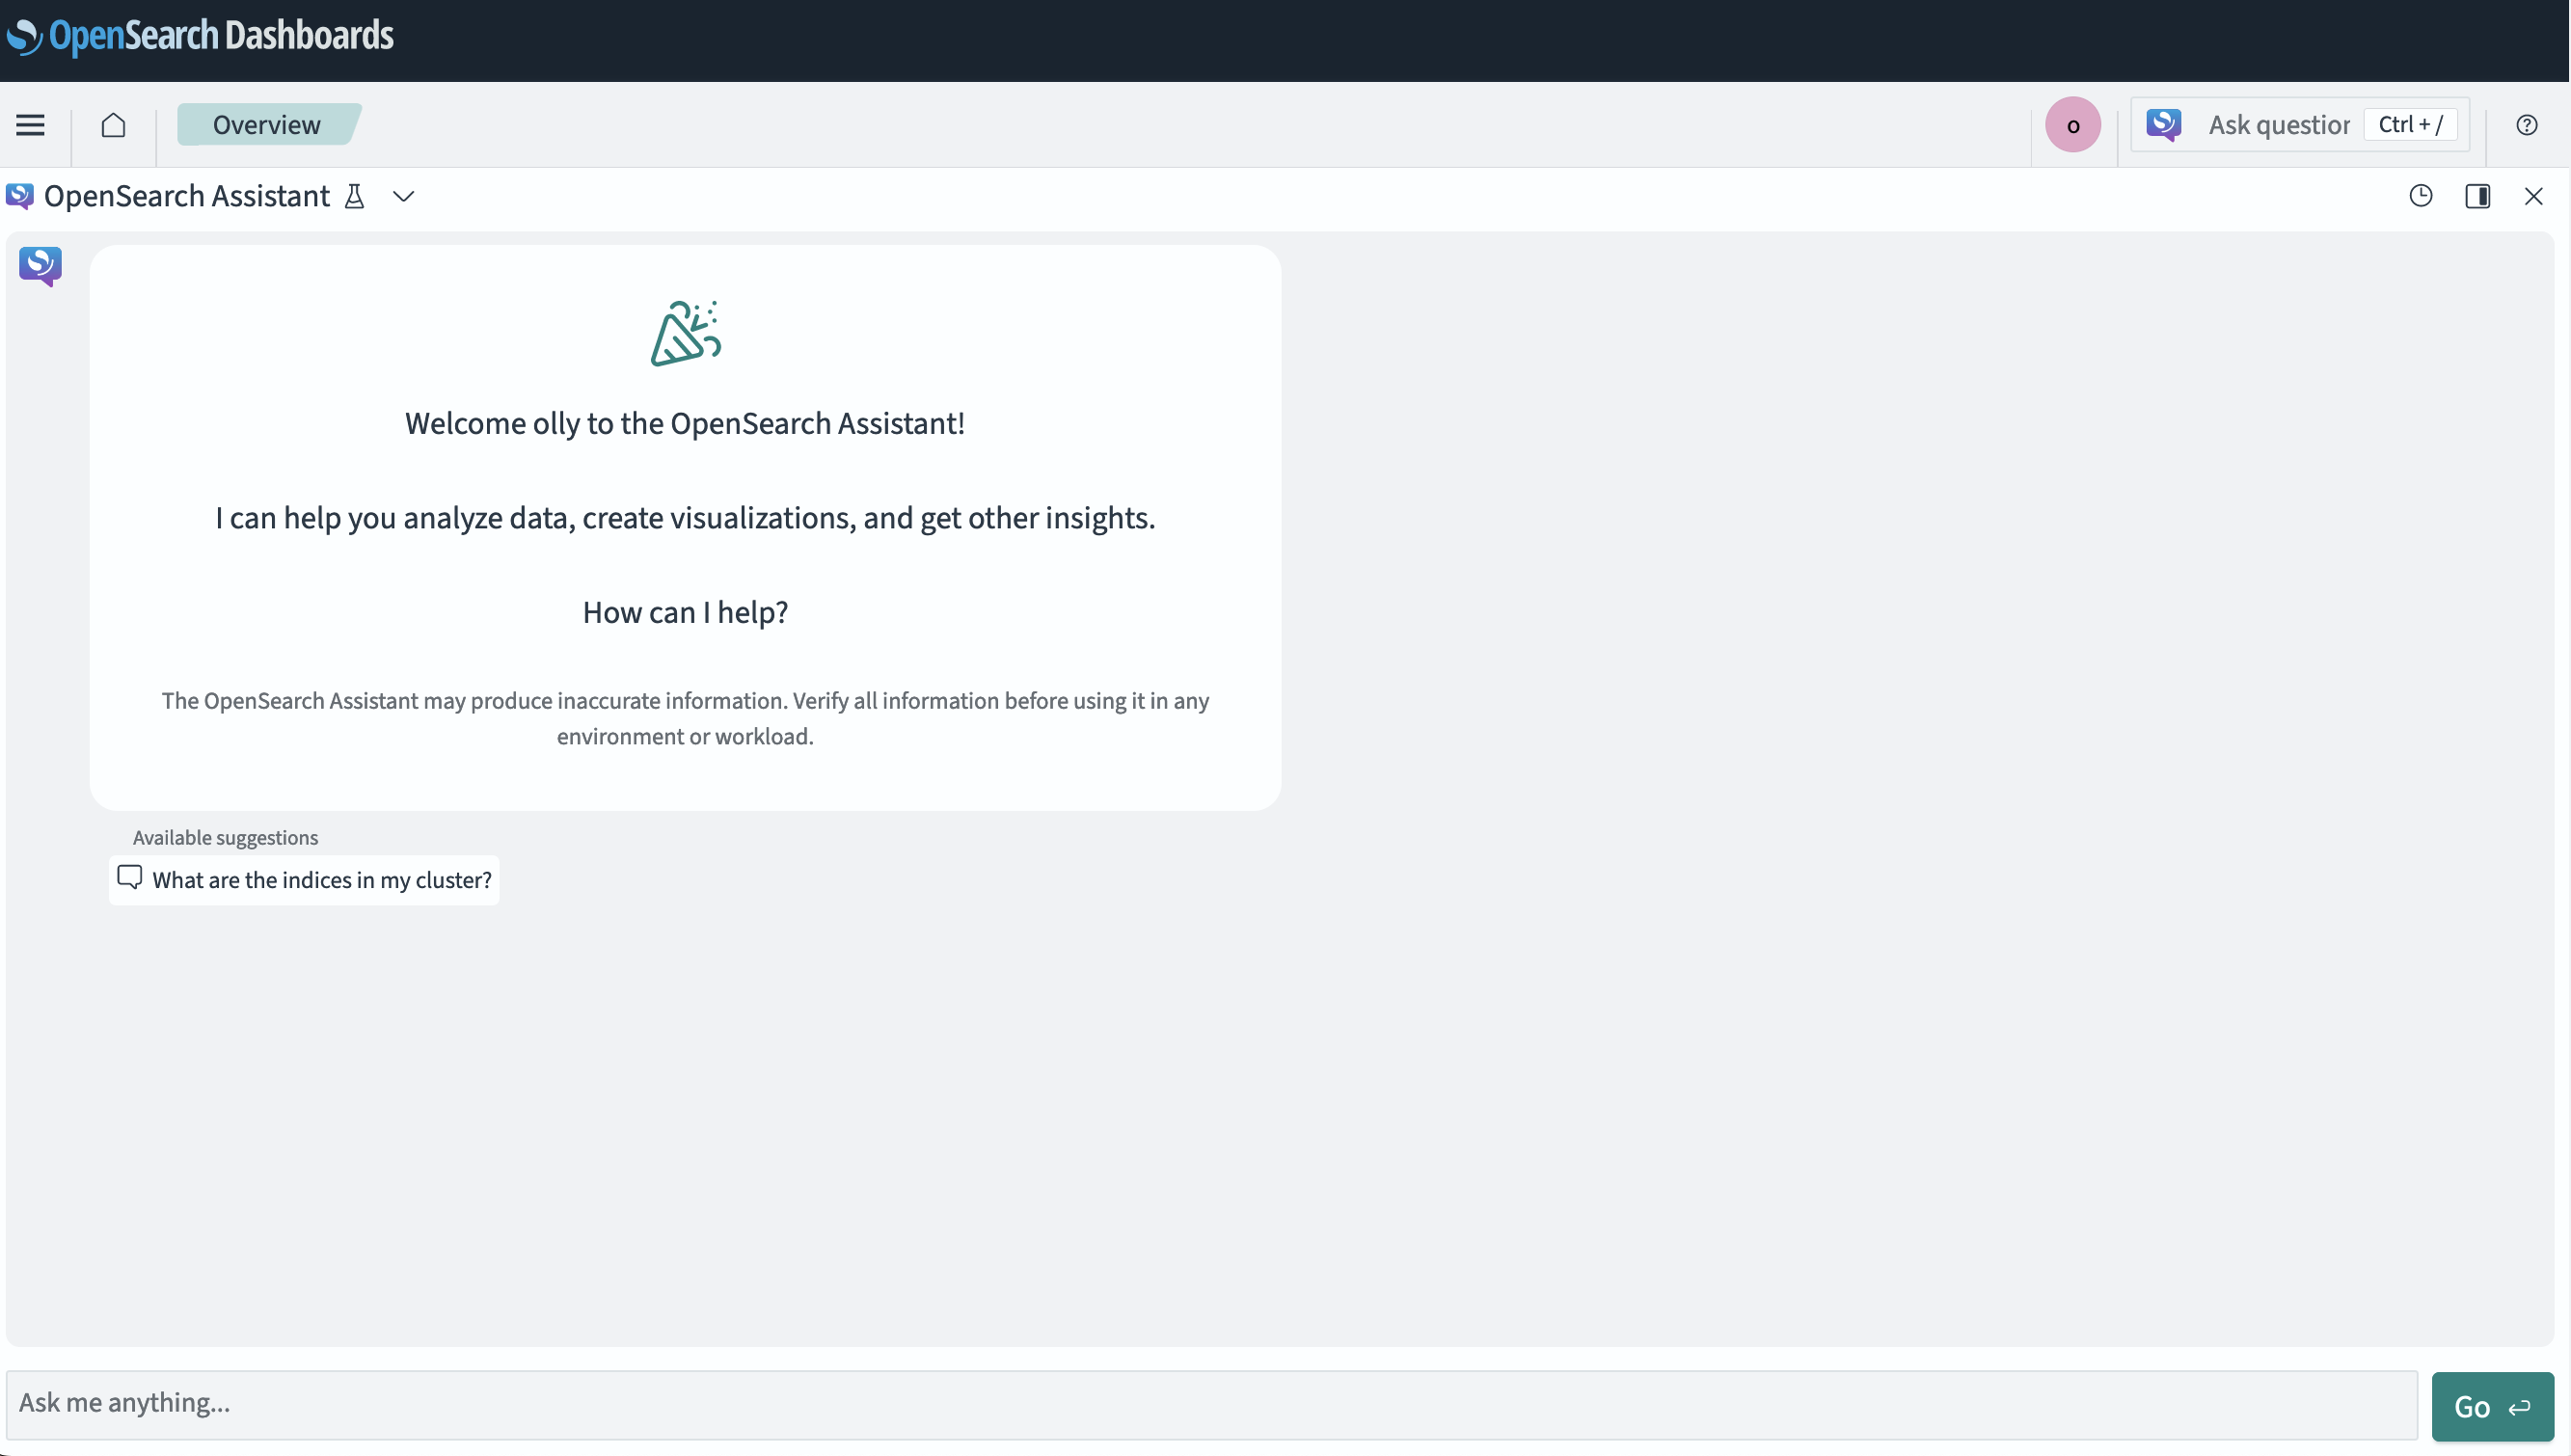 OpenSearch Dashboards
Overview
o
Ask question
Ctrl + /
OpenSearch Assistant
Welcome olly to the OpenSearch Assistant!
I can help you analyze data, create visualizations, and get other insights.
How can I help?
The OpenSearch Assistant may produce inaccurate information. Verify all information before using it in any
environment or workload.
Available suggestions
What are the indices in my cluster?
Ask me anything...
Go